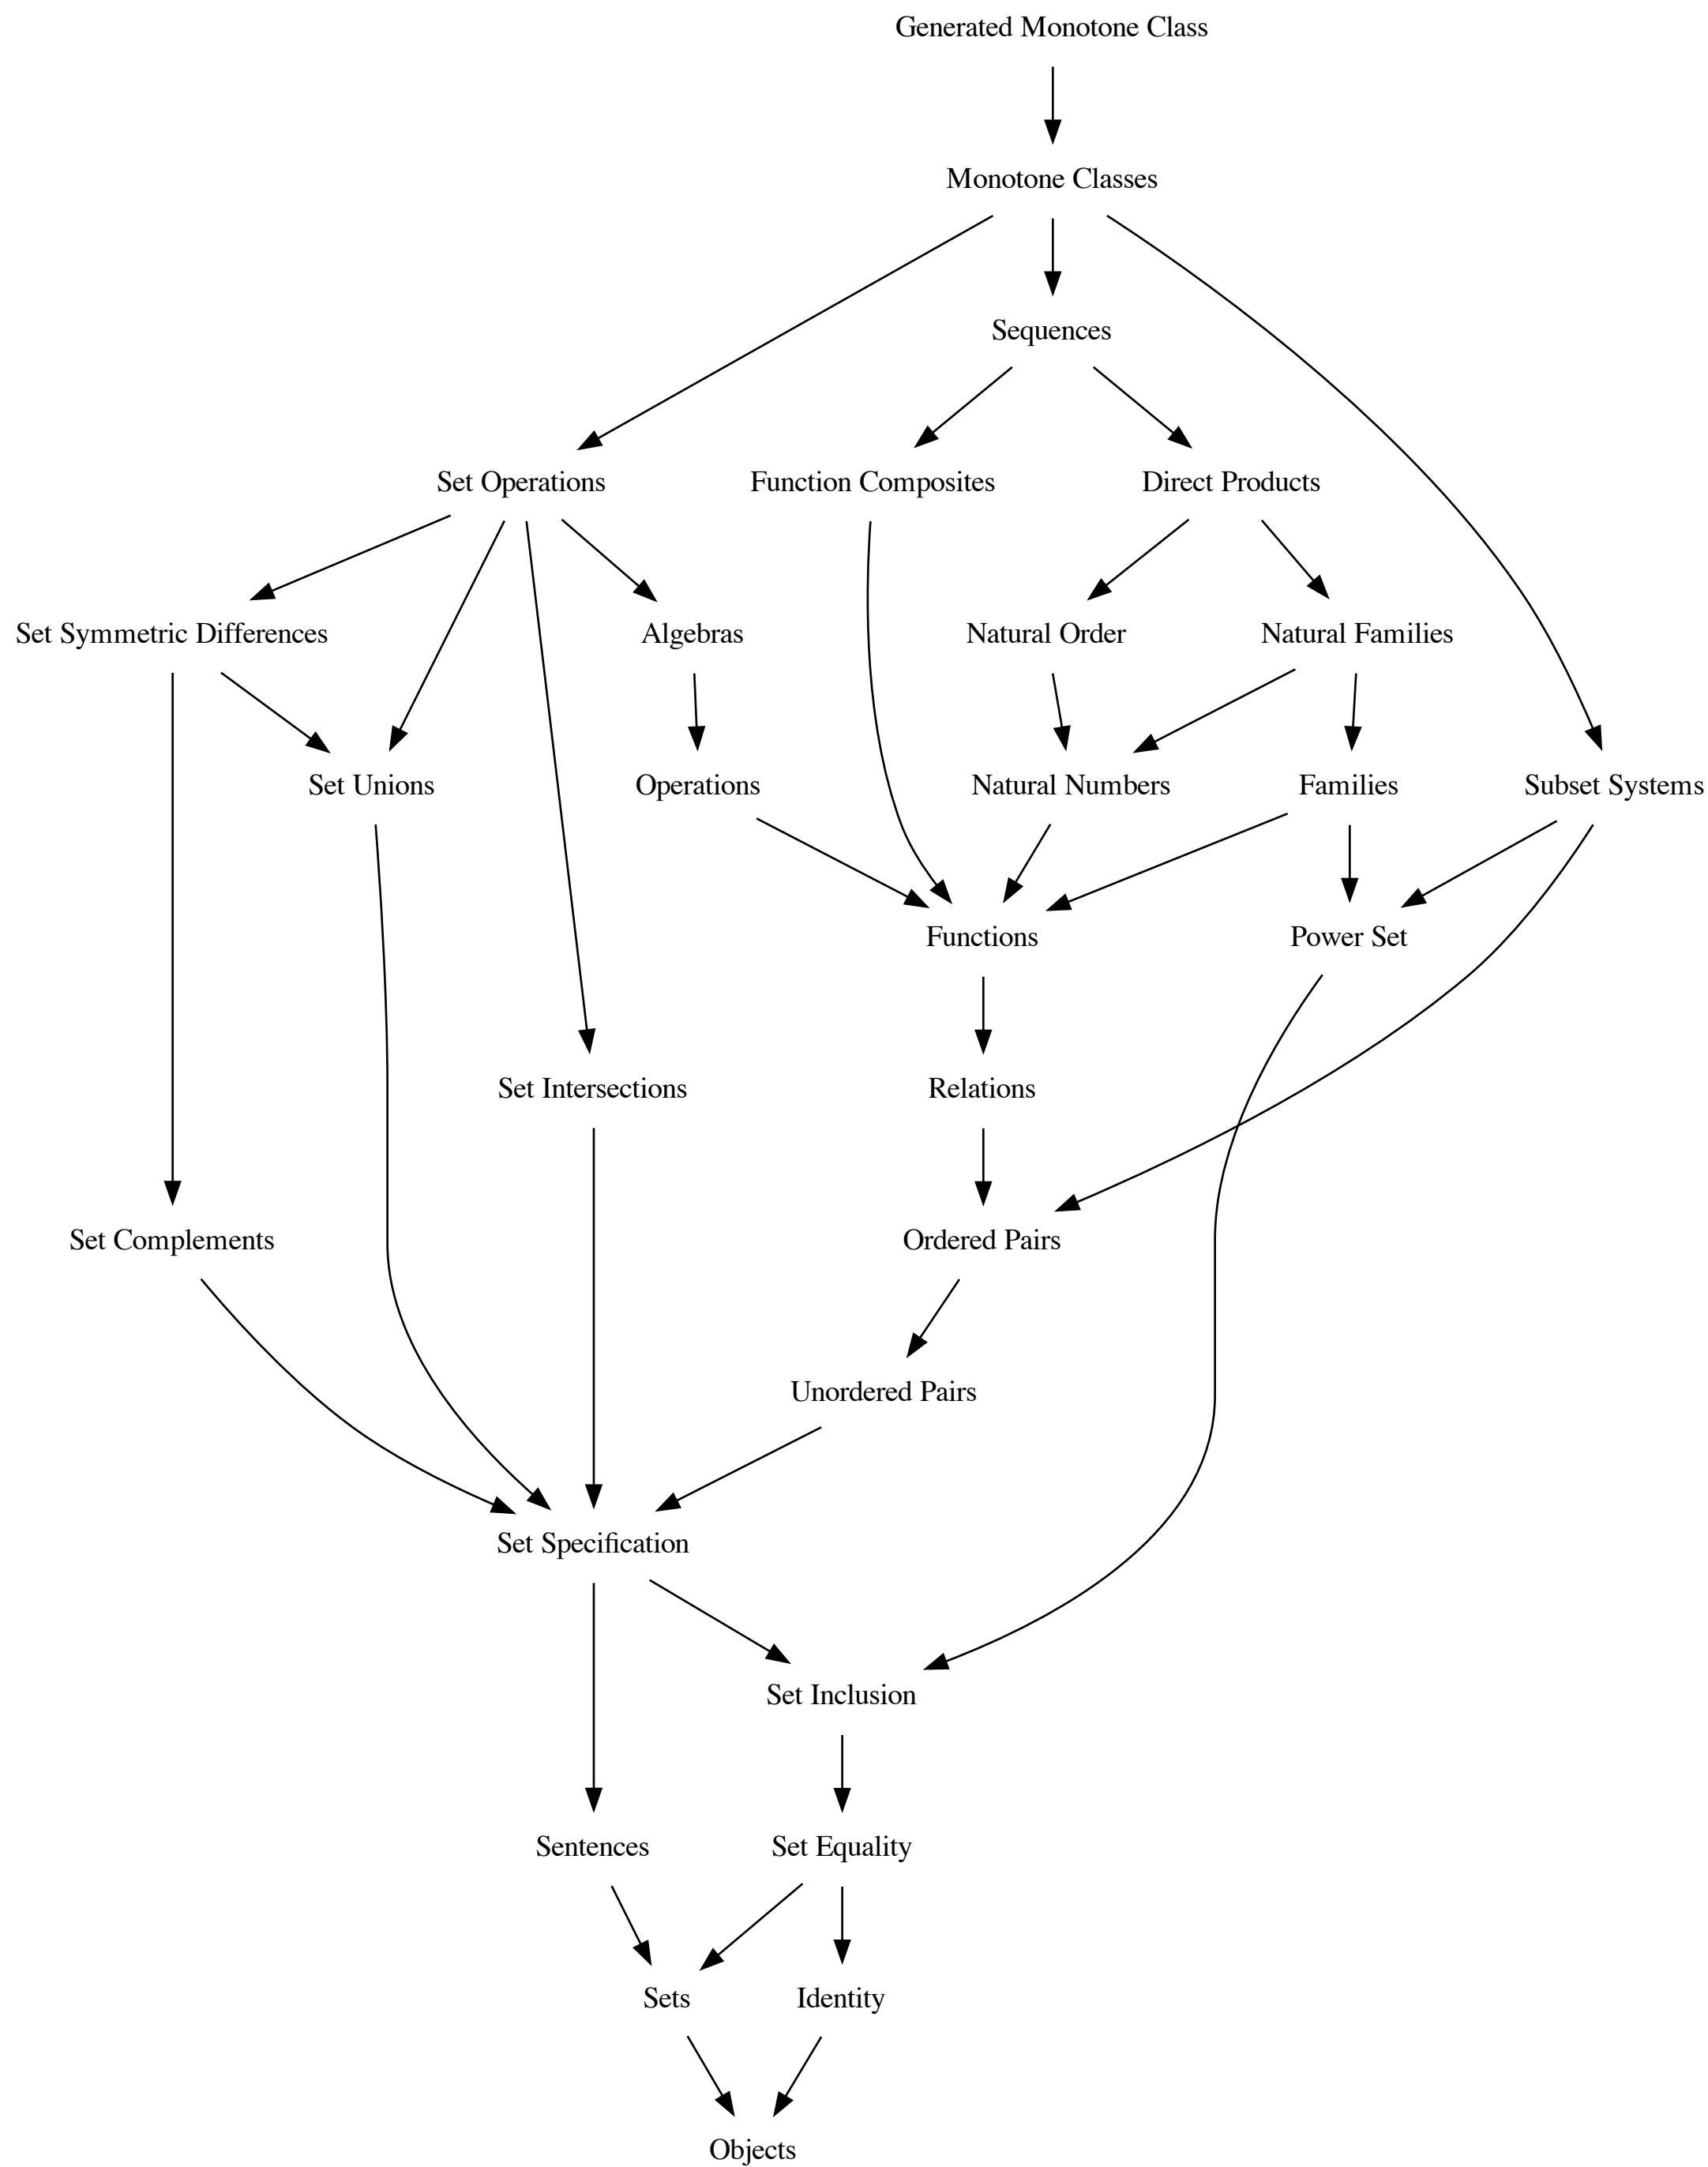 Generated Monotone Class
Monotone Classes
Sequences
Set Operations
Function Composites
Direct Products
Set Symmetric Differences
Algebras
Natural Order
Natural Families
Set Unions
Operations
Natural Numbers
Families
Subset Systems
Functions
Power Set
Set Intersections
Relations
Set Complements
Ordered Pairs
Unordered Pairs
Set Specification
Set Inclusion
Sentences
Set Equality
Sets
Identity
Objects